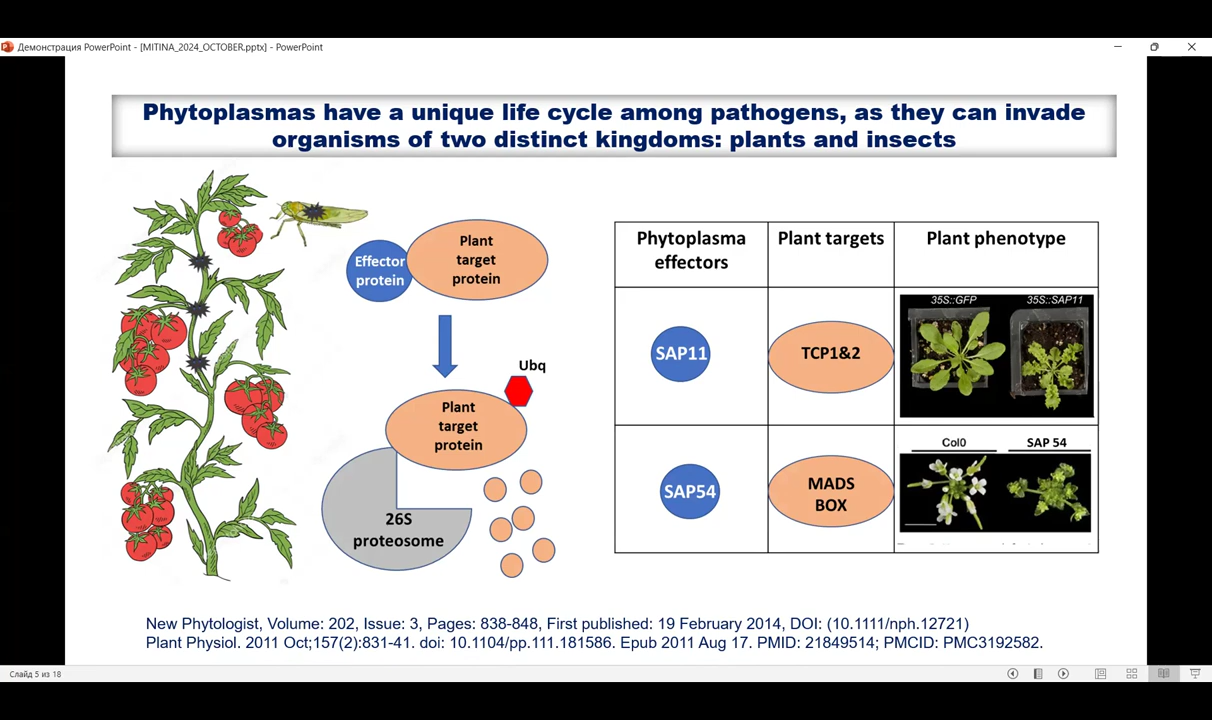 Демонстрация PowerPoint - [MITINA_2024_OCTOBER.pptx] - PowerPoint
Phytoplasmas have a unique life cycle among pathogens, as they can invade
organisms of two distinct kingdoms: plants and insects
Effector
protein
Plant
target
protein
Ubq
Plant
target
protein
26S
proteosome
Phytoplasma
effectors
Plant targets
Plant phenotype
SAP11
TCP1&2
35S::GFP
35S::SAP11
SAP54
MADS
BOX
Col0
SAP 54
New Phytologist, Volume: 202, Issue: 3, Pages: 838-848, First published: 19 February 2014, DOI: (10.1111/nph.12721)
Plant Physiol. 2011 Oct;157(2):831-41. doi: 10.1104/pp.111.181586. Epub 2011 Aug 17. PMID: 21849514; PMCID: PMC3192582.
Слайд 5 из 18